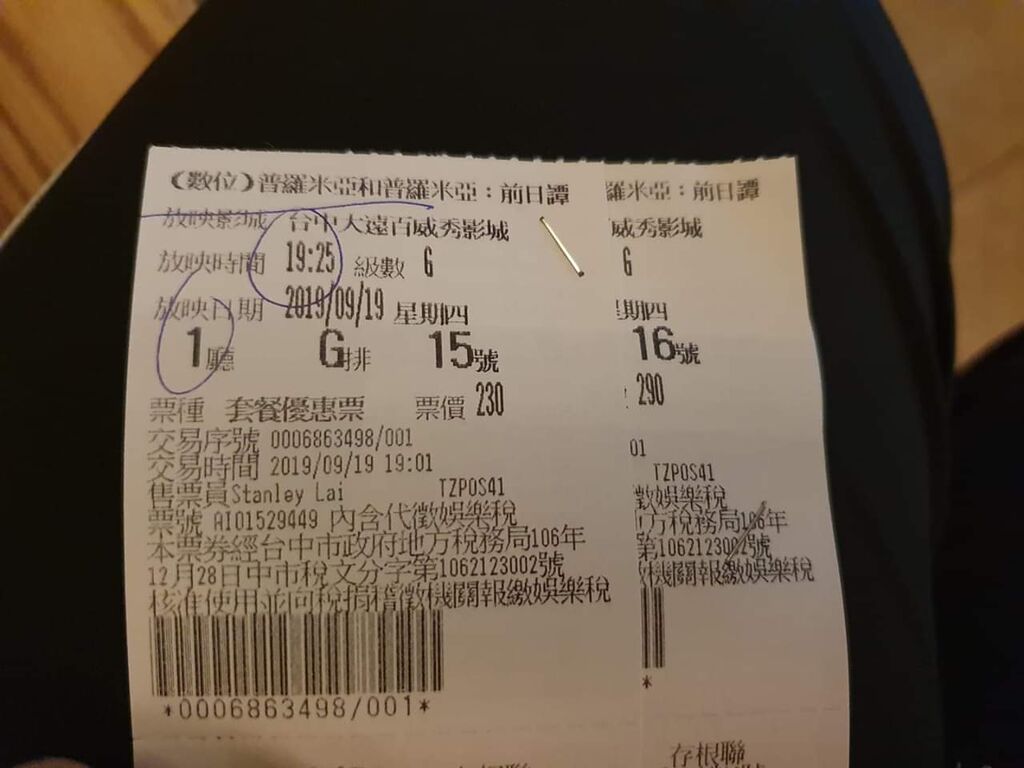 (數位)普羅米亞和普羅米亞：前日譚
放映影城 台中大遠百威秀影城
放映時間 19:25 級數 G
放映日期 2019/09/19 星期四
1廳 G排 15號
票種 套餐優惠票 票價 230
交易序號 0006863498/001
交易時間 2019/09/19 19:01
售票員Stanley Lai TZPOS41
票號 AI01529449 內含代徵娛樂稅
本票券經台中市政府地方稅務局106年
12月28日中市稅文分字第1062123002號
核准使用並向稅捐稽徵機關報繳娛樂稅
*0006863498/001*
羅米亞：前日譚
威秀影城
G
期四
16號
290
01
TZPOS41
徵娛樂稅
方稅務局106年
第1062123002號
機關報繳娛樂稅
*
存根聯